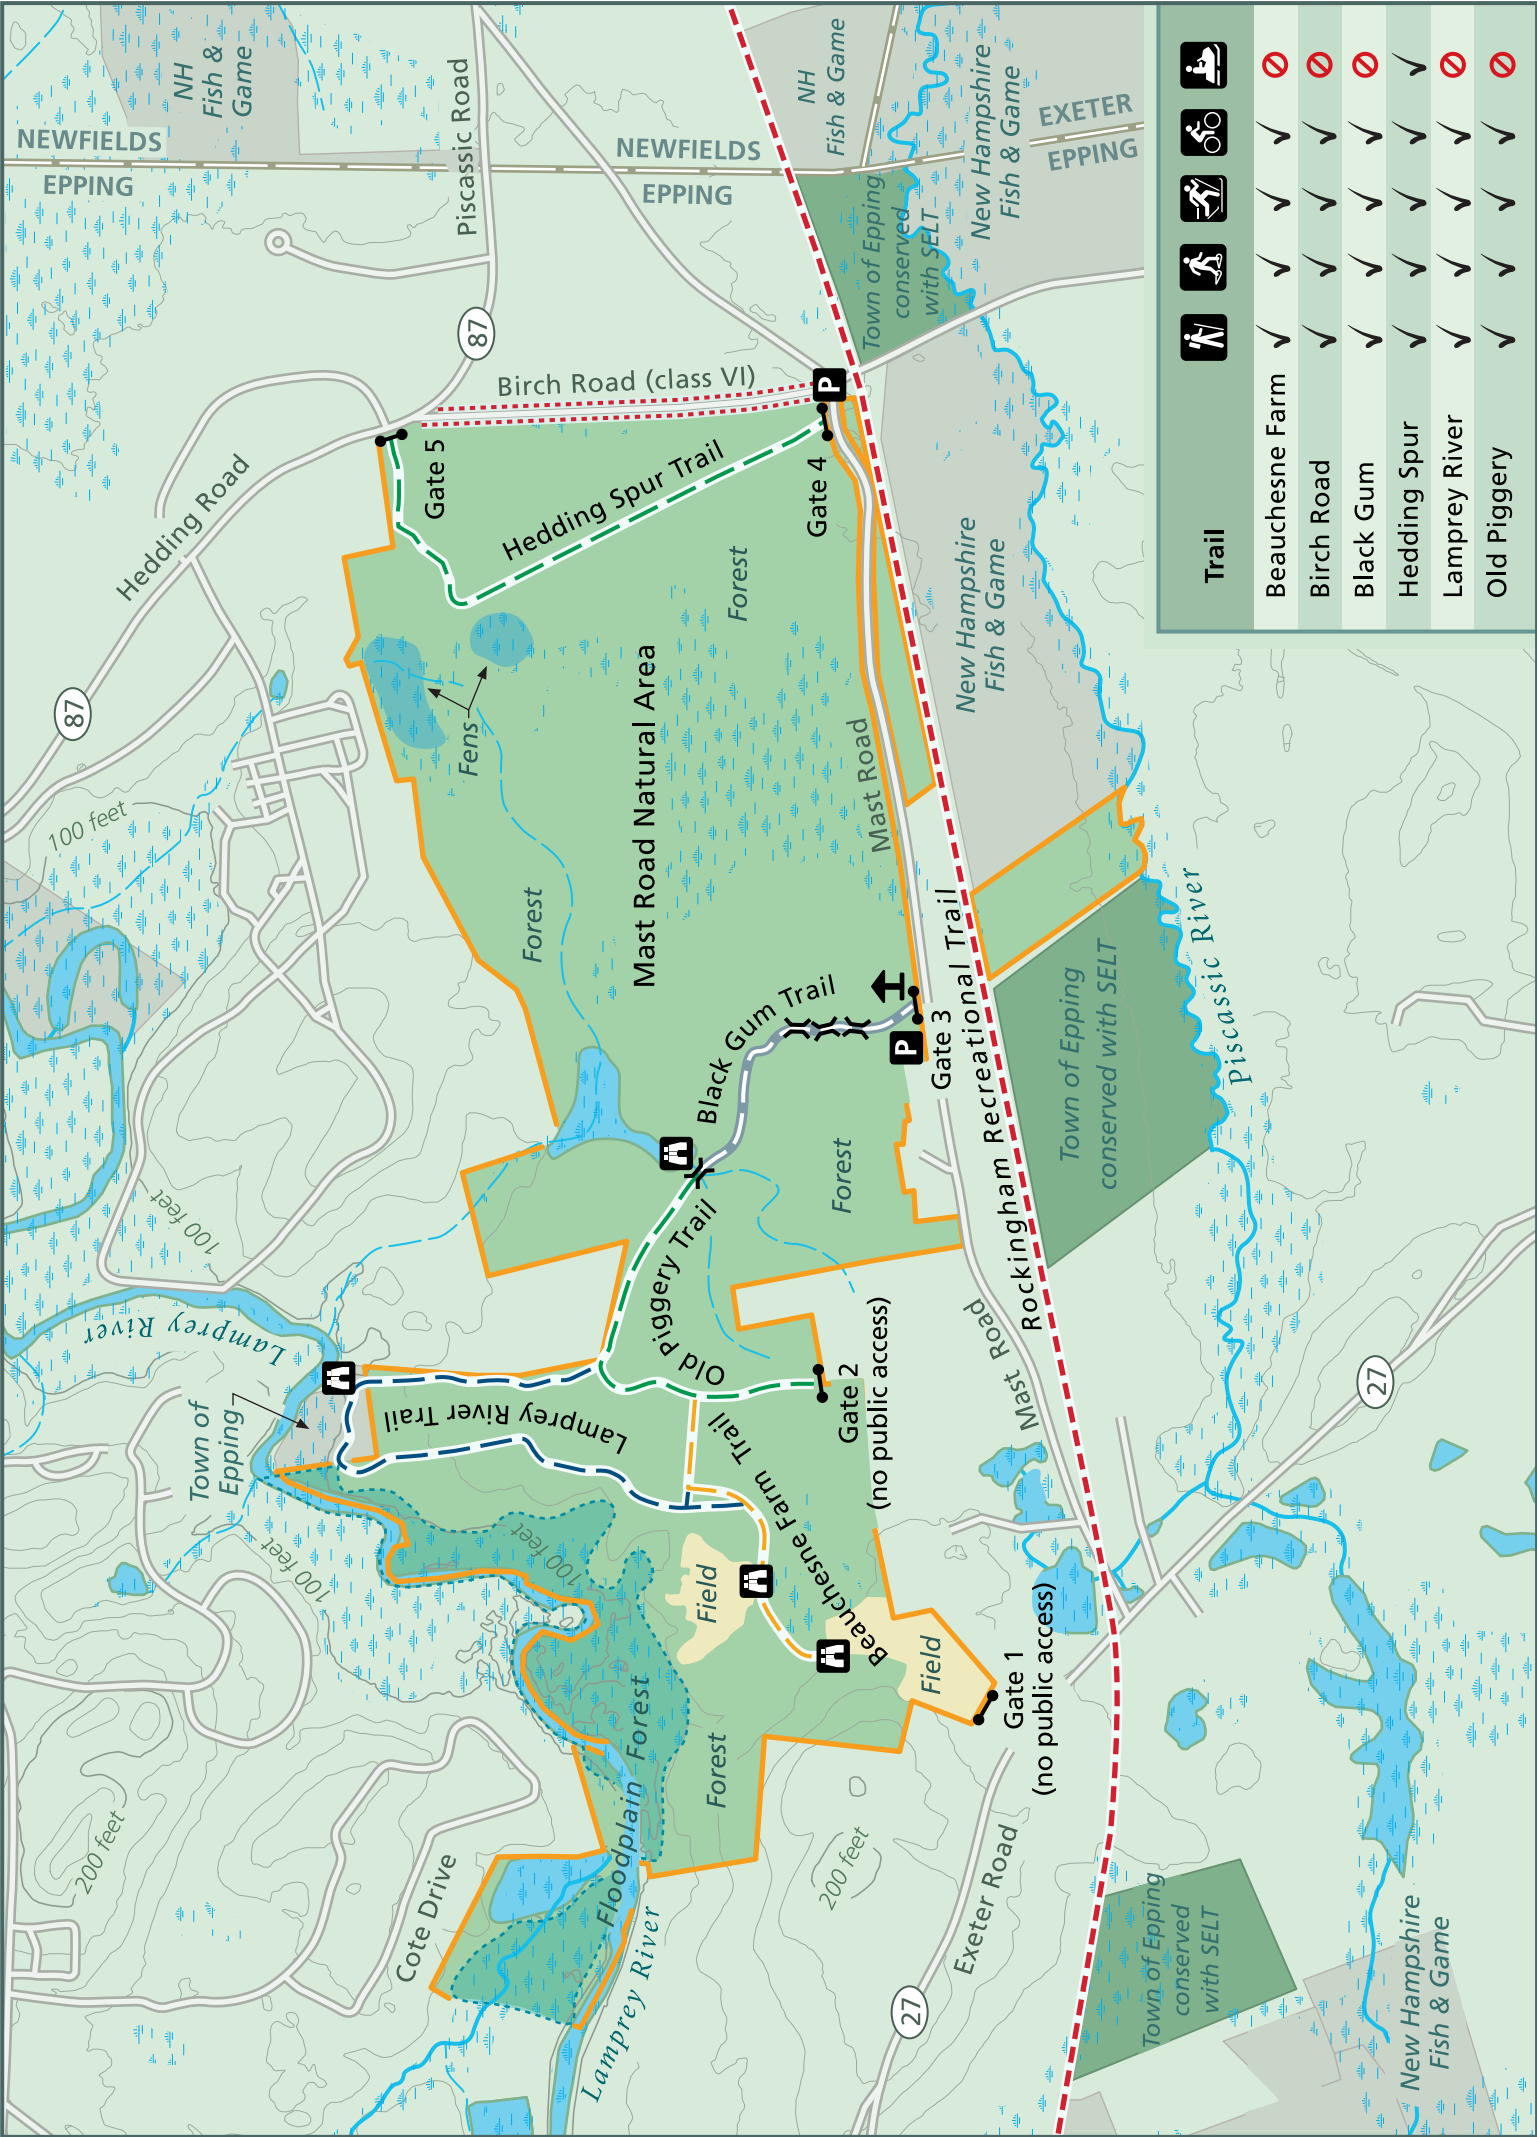 NH
Fish &
Game
NEWFIELDS
EPPING
Piscassic Road
NEWFIELDS
EPPING
NH
Fish & Game
New Hampshire
Fish & Game
EXETER
EPPING
Town of Epping
conserved
with SELT
87
Birch Road (class VI)
P
Hedding Road
Gate 5
Hedding Spur Trail
Gate 4
Forest
87
Fens
Mast Road Natural Area
Mast Road
New Hampshire
Fish & Game
100 feet
Forest
Black Gum Trail
P
Gate 3
Rockingham Recreational Trail
Town of Epping
conserved with SELT
Piscassic River
100 feet
Lamprey River
Forest
Old Piggery Trail
Gate 2
(no public access)
Mast Road
27
Town of
Epping
Lamprey River Trail
Beauchesne Farm Trail
100 feet
100 feet
Field
Field
Gate 1
(no public access)
Forest
Floodplain Forest
200 feet
200 feet
Cote Drive
Lamprey River
Exeter Road
27
Town of Epping
conserved
with SELT
New Hampshire
Fish & Game
Trail
Beauchesne Farm
Birch Road
Black Gum
Hedding Spur
Lamprey River
Old Piggery